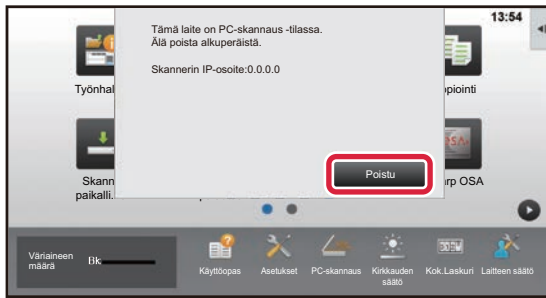 13:54
Tämä laite on PC-skannaus -tilassa.
Älä poista alkuperäistä.
Skannerin IP-osoite:0.0.0.0
Työnhal
opiointi
Poistu
Skann
paikalli.
rp OSA
Väriaineen
määrä
Bk
Käyttöopas
Asetukset
PC-skannaus
Kirkkauden
säätö
Kok.Laskuri
Laitteen säätö